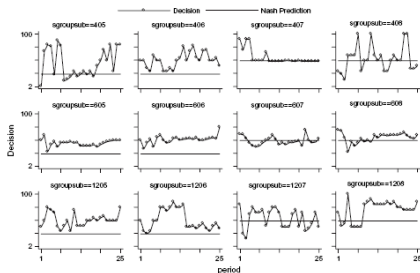 Decision Nash Prediction
sgroupsub==405 sgroupsub==406 sgroupsub==407 sgroupsub==408
100
2
sgroupsub==605 sgroupsub==606 sgroupsub==607 sgroupsub==608
100
2
sgroupsub==1205 sgroupsub==1206 sgroupsub==1207 sgroupsub==1208
100
2
1 25 1 25 1 25 1 25
Decision
period